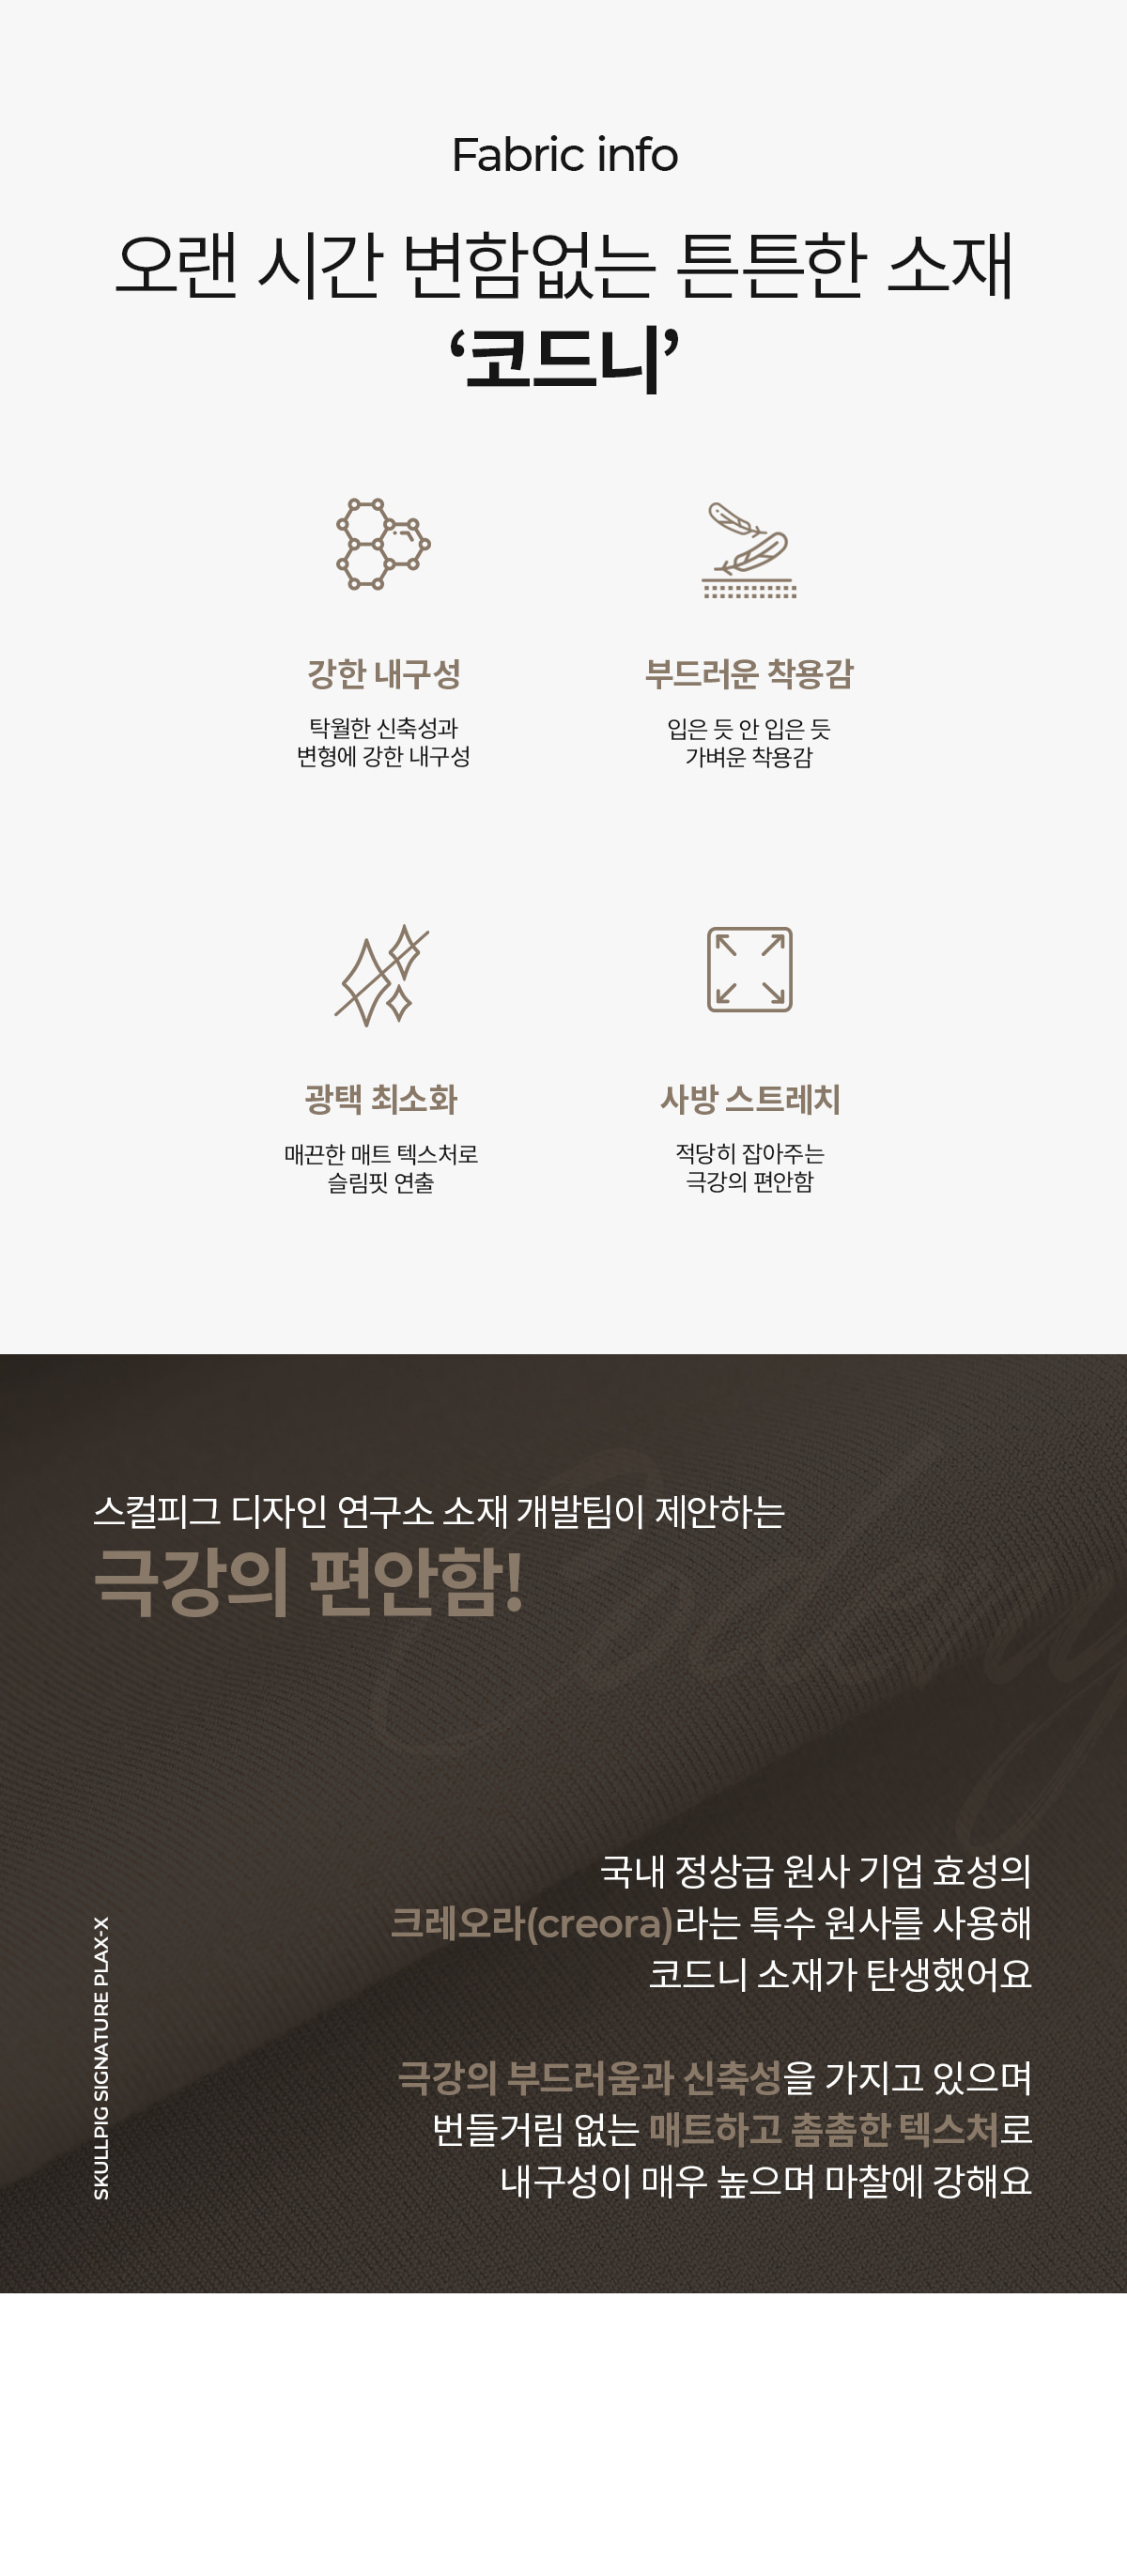 Fabric info
오랜 시간 변함없는 튼튼한 소재
‘코드니’
강한 내구성
탁월한 신축성과
변형에 강한 내구성
부드러운 착용감
입은 듯 안 입은 듯
가벼운 착용감
광택 최소화
매끈한 매트 텍스처로
슬림핏 연출
사방 스트레치
적당히 잡아주는
극강의 편안함
스컬피그 디자인 연구소 소재 개발팀이 제안하는
극강의 편안함!
국내 정상급 원사 기업 효성의
크레오라(creora)라는 특수 원사를 사용해
코드니 소재가 탄생했어요
극강의 부드러움과 신축성을 가지고 있으며
번들거림 없는 매트하고 촘촘한 텍스처로
내구성이 매우 높으며 마찰에 강해요
SKULLPIG SIGNATURE PLAX-X